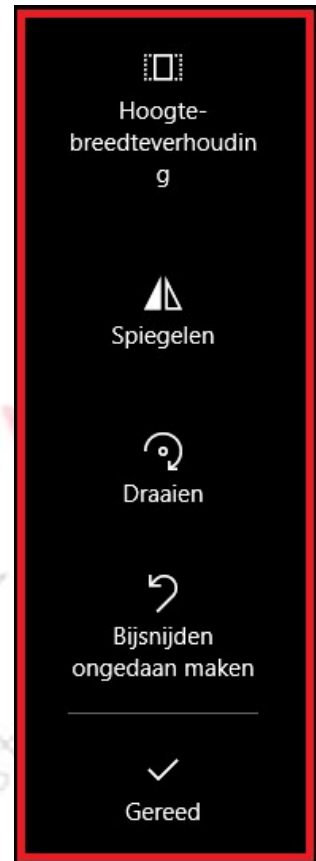 Hoogte-
breedteverhoudin
g
Spiegelen
Draaien
Bijsnijden
ongedaan maken
Gereed